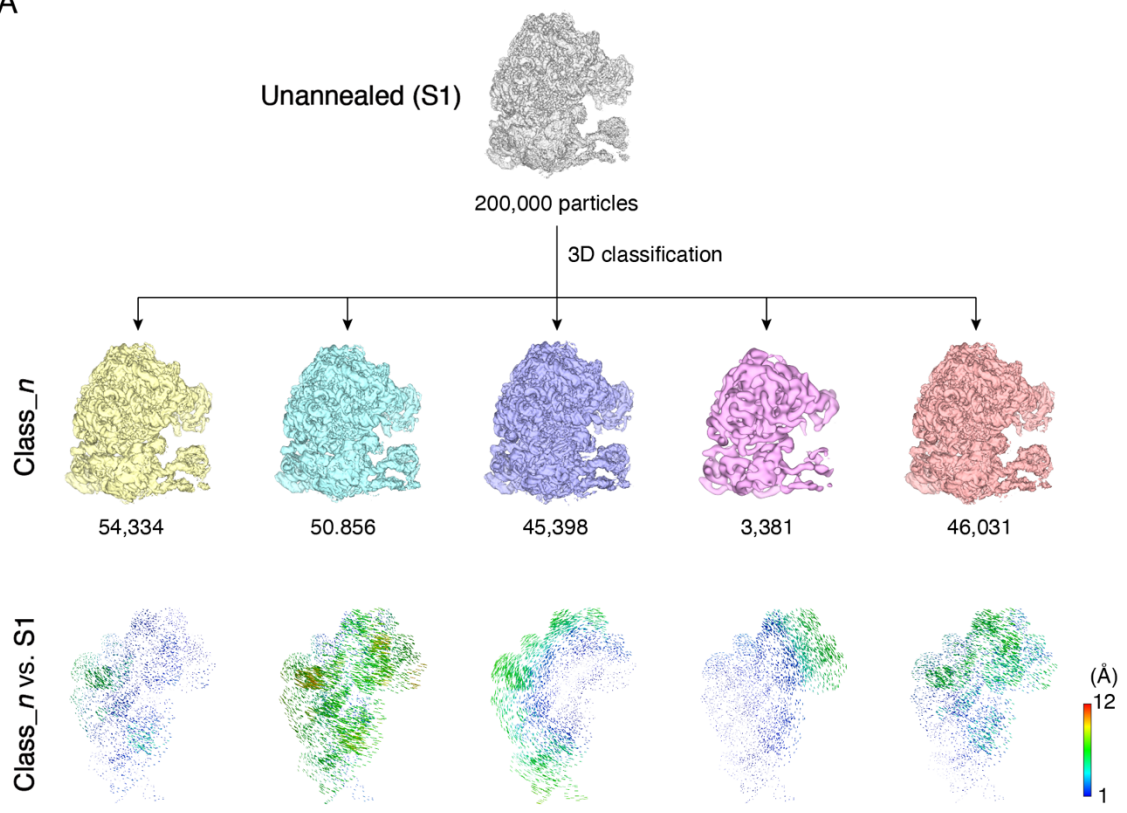 A
Unannealed (S1)
200,000 particles
3D classification
Class_n
54,334
50.856
45,398
3,381
46,031
Class_n vs. S1
(Å)
12
1